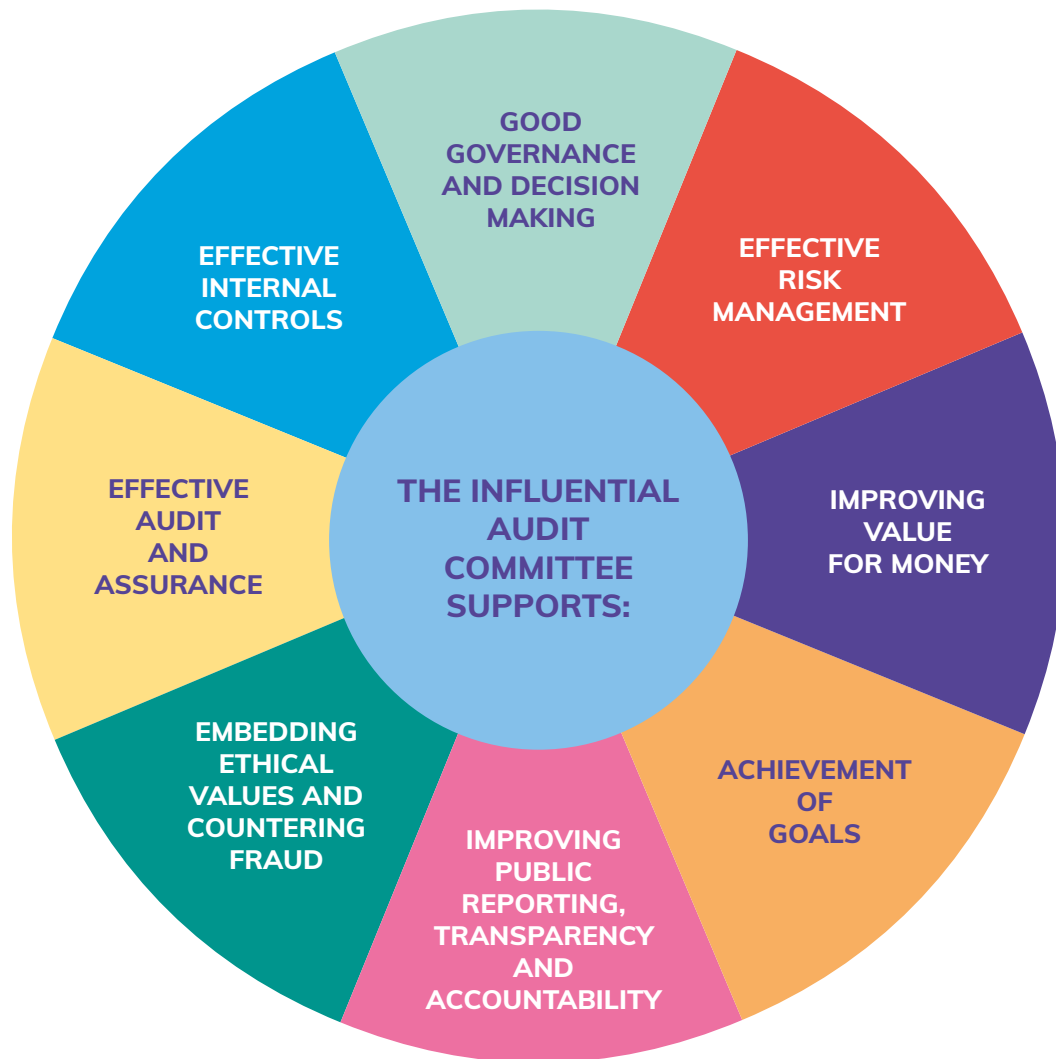 GOOD
GOVERNANCE
AND DECISION
MAKING
EFFECTIVE
RISK
MANAGEMENT
IMPROVING
VALUE
FOR MONEY
ACHIEVEMENT
OF
GOALS
IMPROVING
PUBLIC
REPORTING,
TRANSPARENCY
AND
ACCOUNTABILITY
EMBEDDING
ETHICAL
VALUES AND
COUNTERING
FRAUD
EFFECTIVE
AUDIT
AND
ASSURANCE
EFFECTIVE
INTERNAL
CONTROLS
THE INFLUENTIAL
AUDIT
COMMITTEE
SUPPORTS: